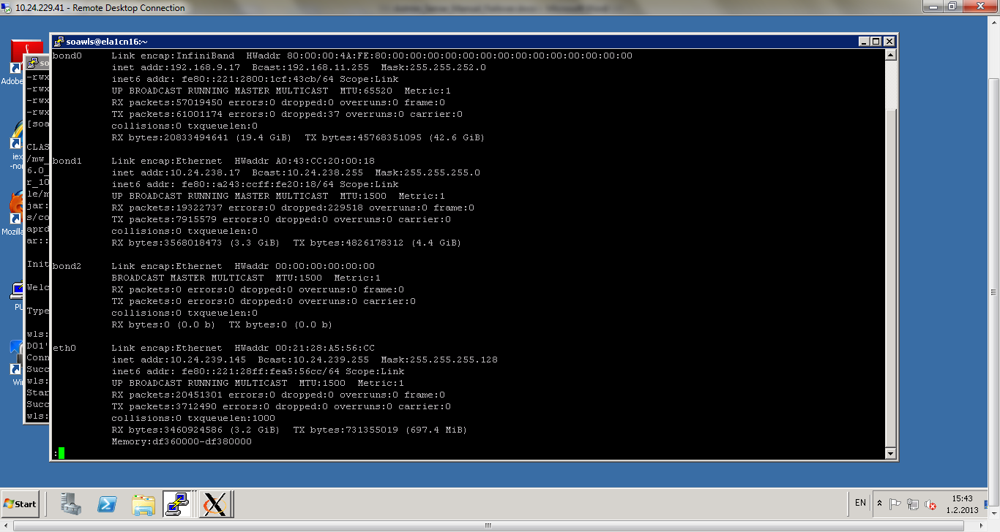 10.24.229.41 - Remote Desktop Connection
soawls@ela1cn16:~
bond0 Link encap:InfiniBand HWaddr 80:00:00:4A:FE:80:00:00:00:00:00:00:00:00:00:00:00:00:00:00
inet addr:192.168.9.17 Bcast:192.168.11.255 Mask:255.255.252.0
inet6 addr: fe80::221:2800:1cf:43cb/64 Scope:Link
UP BROADCAST RUNNING MASTER MULTICAST MTU:65520 Metric:1
RX packets:57019450 errors:0 dropped:0 overruns:0 frame:0
TX packets:61001174 errors:0 dropped:37 overruns:0 carrier:0
collisions:0 txqueuelen:0
RX bytes:20833494641 (19.4 GiB) TX bytes:45768351095 (42.6 GiB)
bond1 Link encap:Ethernet HWaddr A0:43:CC:20:00:18
inet addr:10.24.238.17 Bcast:10.24.238.255 Mask:255.255.255.0
inet6 addr: fe80::a243:ccff:fe20:18/64 Scope:Link
UP BROADCAST RUNNING MASTER MULTICAST MTU:1500 Metric:1
RX packets:19322737 errors:0 dropped:229518 overruns:0 frame:0
TX packets:7915579 errors:0 dropped:0 overruns:0 carrier:0
collisions:0 txqueuelen:0
RX bytes:3568018473 (3.3 GiB) TX bytes:4826178312 (4.4 GiB)
bond2 Link encap:Ethernet HWaddr 00:00:00:00:00:00
BROADCAST MASTER MULTICAST MTU:1500 Metric:1
RX packets:0 errors:0 dropped:0 overruns:0 frame:0
TX packets:0 errors:0 dropped:0 overruns:0 carrier:0
collisions:0 txqueuelen:0
RX bytes:0 (0.0 b) TX bytes:0 (0.0 b)
eth0 Link encap:Ethernet HWaddr 00:21:28:A5:56:CC
inet addr:10.24.239.145 Bcast:10.24.239.255 Mask:255.255.255.128
inet6 addr: fe80::221:28ff:fea5:56cc/64 Scope:Link
UP BROADCAST RUNNING MULTICAST MTU:1500 Metric:1
RX packets:20451301 errors:0 dropped:0 overruns:0 frame:0
TX packets:3712490 errors:0 dropped:0 overruns:0 carrier:0
collisions:0 txqueuelen:1000
RX bytes:3460924586 (3.2 GiB) TX bytes:731355019 (697.4 MiB)
Memory:df360000-df380000
:
so
-rwx
-rwx
-rwx
-rwx
[soa
CLAS
/mw_
6.0_
r_10
le/m
jar:
s/co
aprd
ar::
Init
Welc
Type
wls:
DO1'
Conn
Succ
wls:
Star
Succ
wls:
Adobe
iex
-nor
Mozilla
PU
Win
Start
EN
15:43
1.2.2013